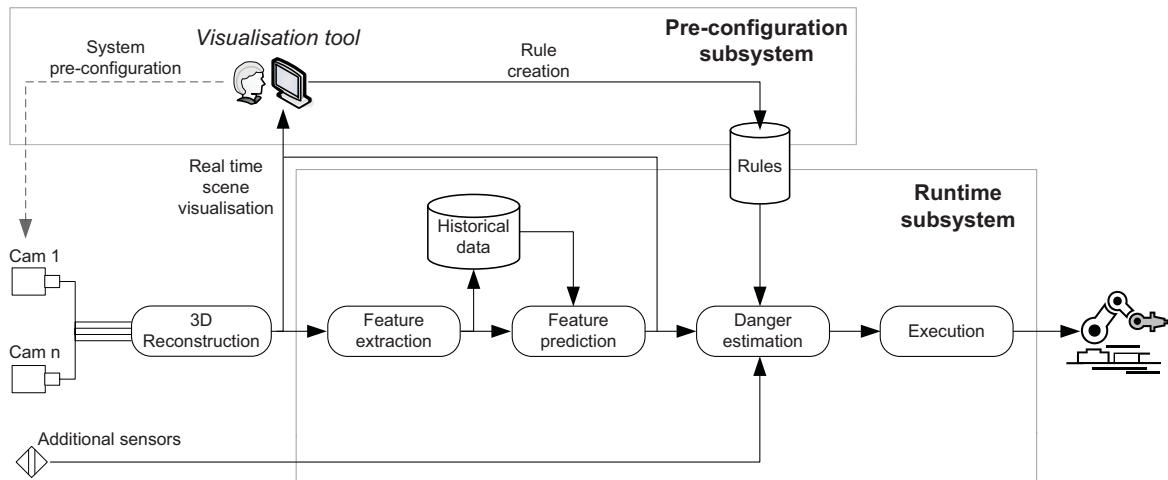 System
pre-configuration
Visualisation tool
Rule
creation
Pre-configuration
subsystem
Real time
scene
visualisation
Rules
Runtime
subsystem
Historical
data
Cam 1
Cam n
3D
Reconstruction
Feature
extraction
Feature
prediction
Danger
estimation
Execution
Additional sensors